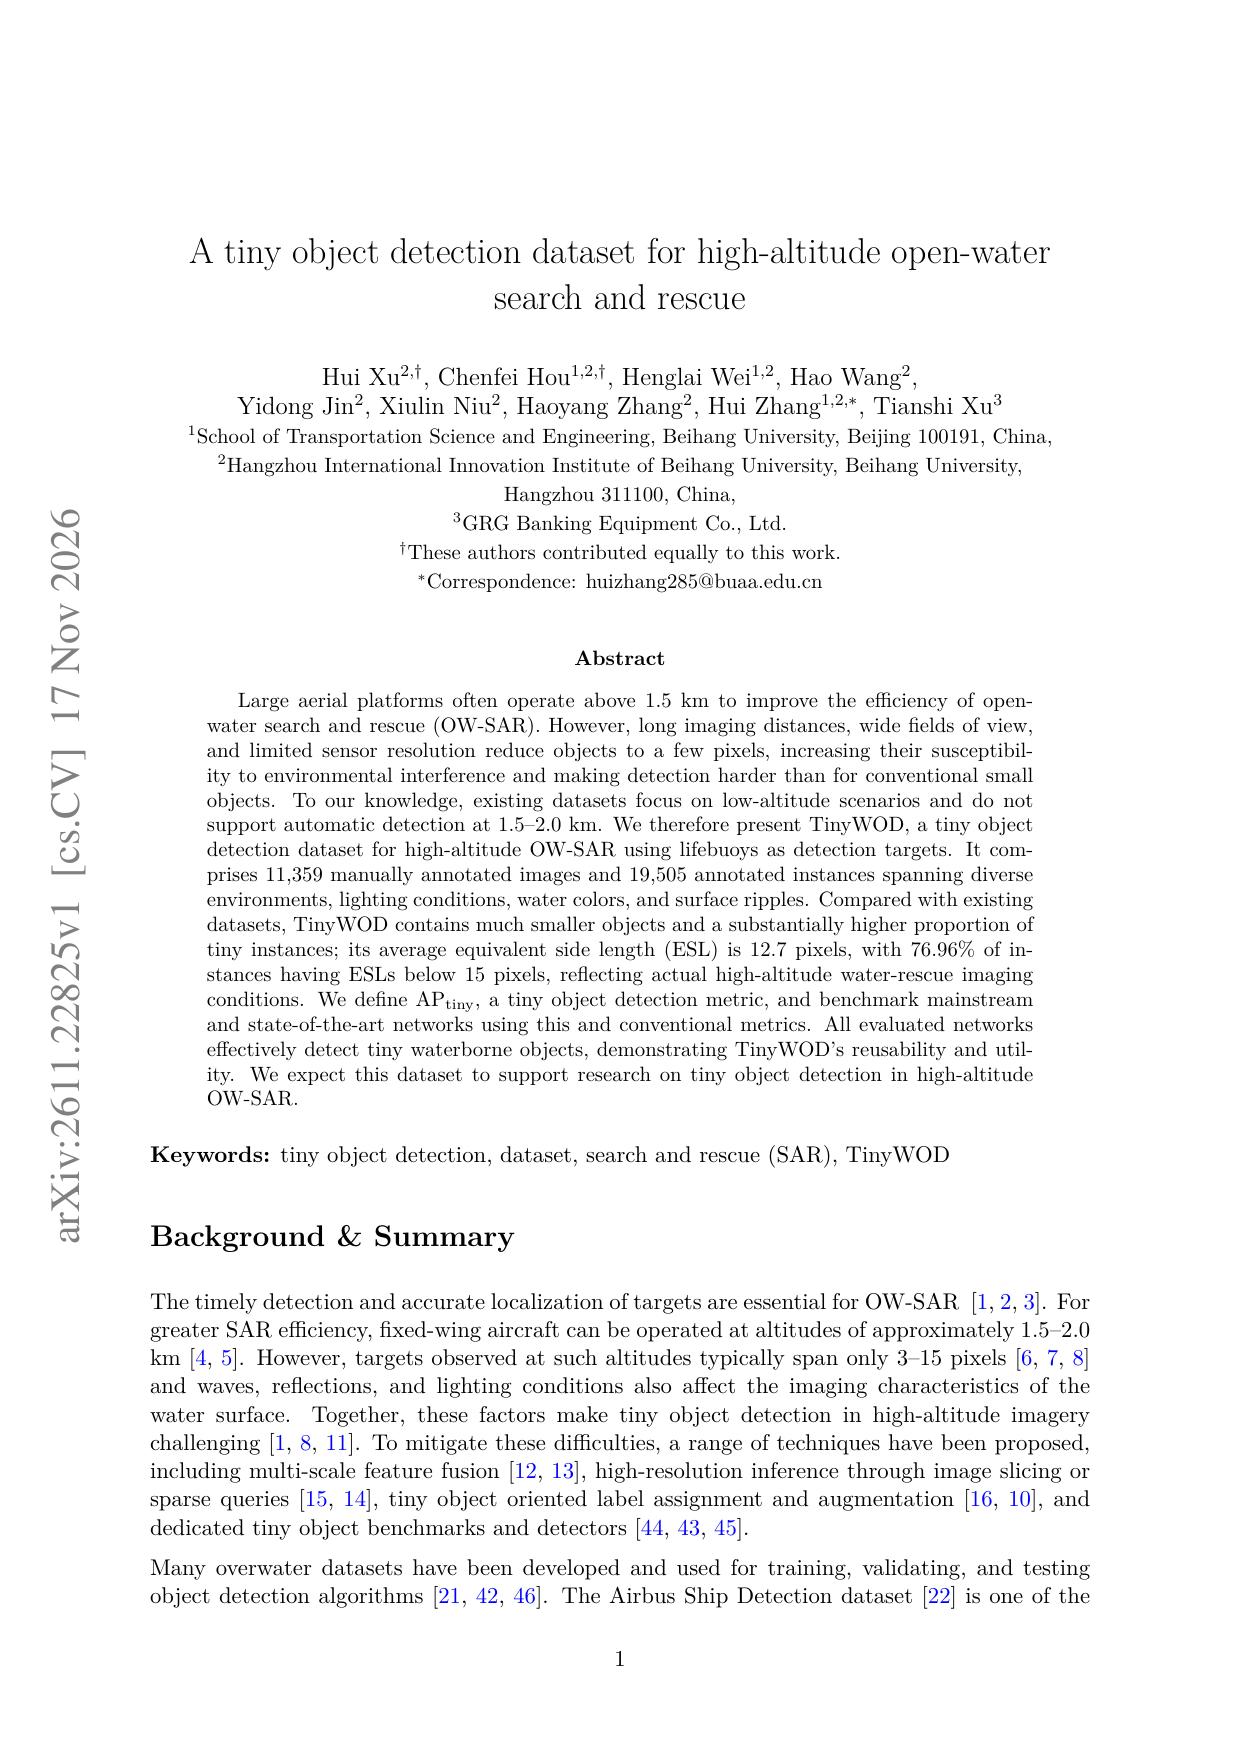 A tiny object detection dataset for high-altitude open-water
search and rescue
Hui Xu2,†, Chenfei Hou1,2,†, Henglai Wei1,2, Hao Wang2,
Yidong Jin2, Xiulin Niu2, Haoyang Zhang2, Hui Zhang1,2,*, Tianshi Xu3
1School of Transportation Science and Engineering, Beihang University, Beijing 100191, China,
2Hangzhou International Innovation Institute of Beihang University, Beihang University,
Hangzhou 311100, China,
3GRG Banking Equipment Co., Ltd.
†These authors contributed equally to this work.
*Correspondence: huizhang285@buaa.edu.cn
arXiv:2611.22825v1 [cs.CV] 17 Nov 2026
Abstract
Large aerial platforms often operate above 1.5 km to improve the efficiency of open-
water search and rescue (OW-SAR). However, long imaging distances, wide fields of view,
and limited sensor resolution reduce objects to a few pixels, increasing their susceptibil-
ity to environmental interference and making detection harder than for conventional small
objects. To our knowledge, existing datasets focus on low-altitude scenarios and do not
support automatic detection at 1.5–2.0 km. We therefore present TinyWOD, a tiny object
detection dataset for high-altitude OW-SAR using lifebuoys as detection targets. It com-
prises 11,359 manually annotated images and 19,505 annotated instances spanning diverse
environments, lighting conditions, water colors, and surface ripples. Compared with existing
datasets, TinyWOD contains much smaller objects and a substantially higher proportion of
tiny instances; its average equivalent side length (ESL) is 12.7 pixels, with 76.96% of in-
stances having ESLs below 15 pixels, reflecting actual high-altitude water-rescue imaging
conditions. We define APtiny, a tiny object detection metric, and benchmark mainstream
and state-of-the-art networks using this and conventional metrics. All evaluated networks
effectively detect tiny waterborne objects, demonstrating TinyWOD's reusability and util-
ity. We expect this dataset to support research on tiny object detection in high-altitude
OW-SAR.
Keywords: tiny object detection, dataset, search and rescue (SAR), TinyWOD
Background & Summary
The timely detection and accurate localization of targets are essential for OW-SAR [1, 2, 3]. For
greater SAR efficiency, fixed-wing aircraft can be operated at altitudes of approximately 1.5–2.0
km [4, 5]. However, targets observed at such altitudes typically span only 3–15 pixels [6, 7, 8]
and waves, reflections, and lighting conditions also affect the imaging characteristics of the
water surface. Together, these factors make tiny object detection in high-altitude imagery
challenging [1, 8, 11]. To mitigate these difficulties, a range of techniques have been proposed,
including multi-scale feature fusion [12, 13], high-resolution inference through image slicing or
sparse queries [15, 14], tiny object oriented label assignment and augmentation [16, 10], and
dedicated tiny object benchmarks and detectors [44, 43, 45].
Many overwater datasets have been developed and used for training, validating, and testing
object detection algorithms [21, 42, 46]. The Airbus Ship Detection dataset [22] is one of the
1